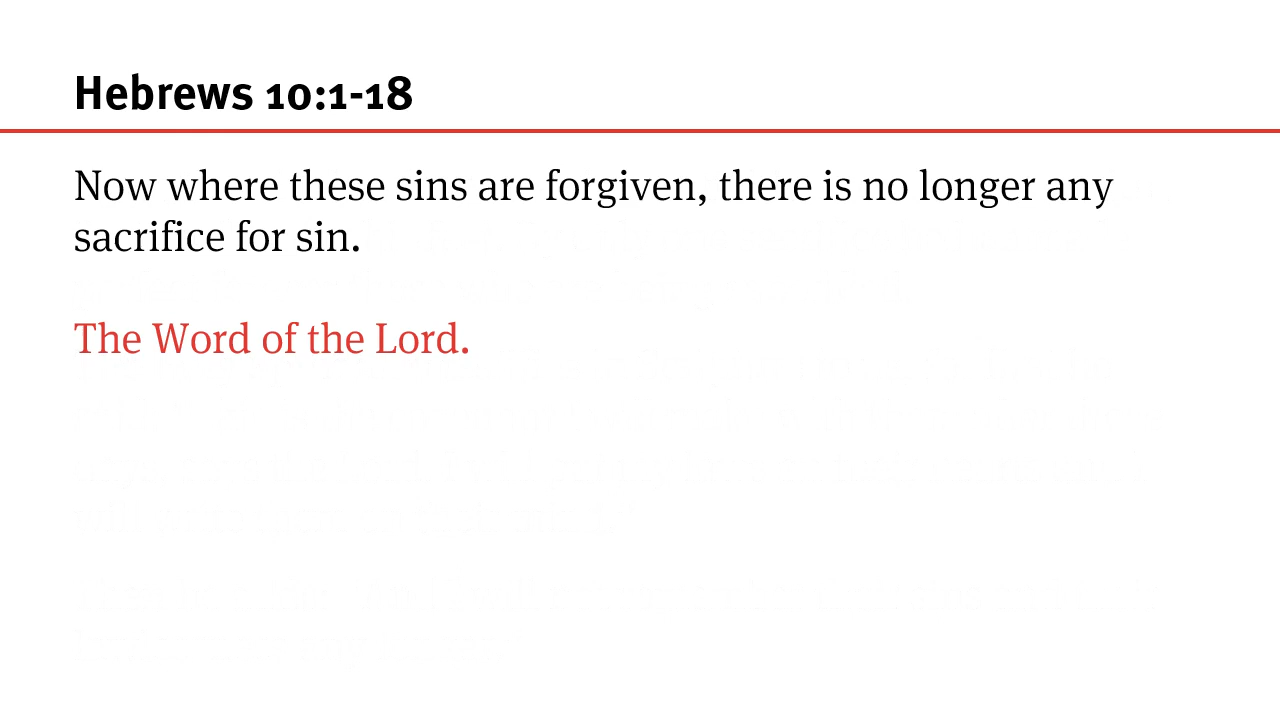 Hebrews 10:1-18
Now where these sins are forgiven, there is no longer any
sacrifice for sin.
The Word of the Lord.